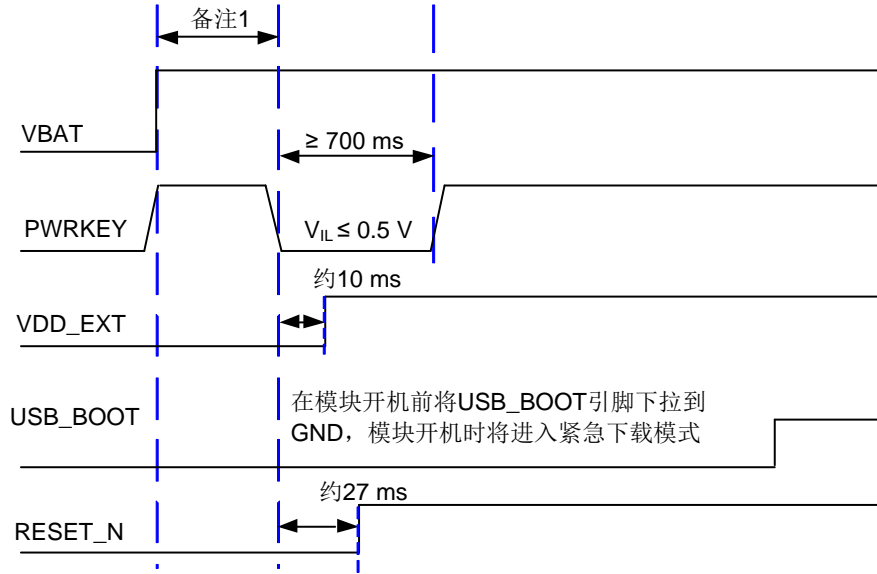 备注1
VBAT
≥ 700 ms
PWRKEY
VIL ≤ 0.5 V
约10 ms
VDD_EXT
USB_BOOT
在模块开机前将USB_BOOT引脚下拉到
GND，模块开机时将进入紧急下载模式
约27 ms
RESET_N